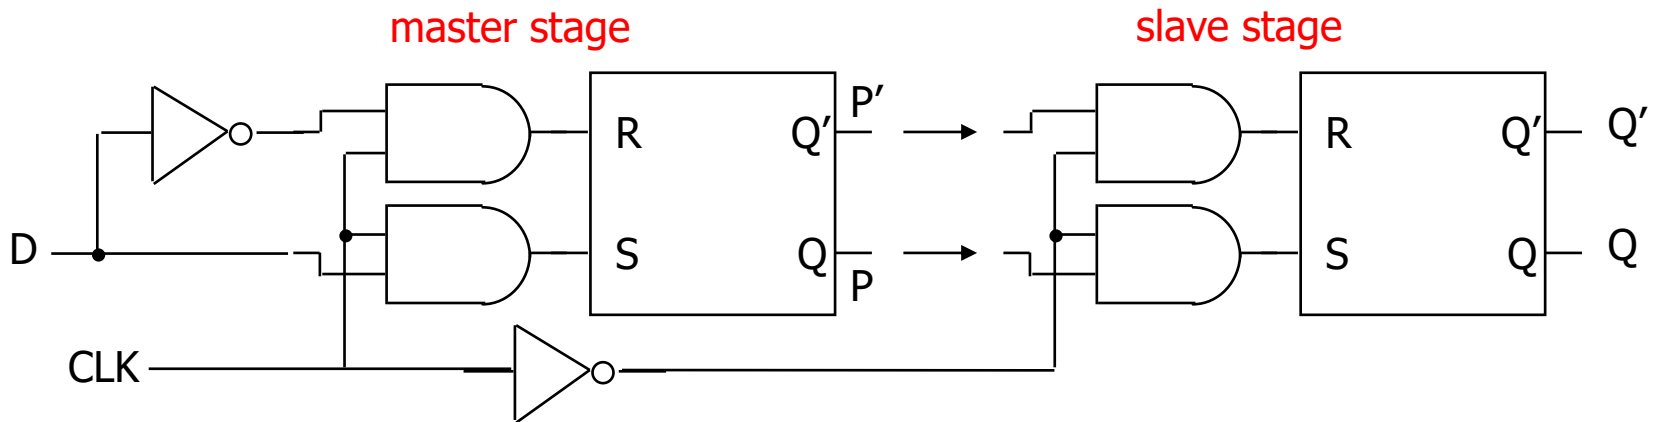 master stage
slave stage
P’
R
Q’
R
Q’
Q’
D
S
Q
S
Q
Q
P
CLK